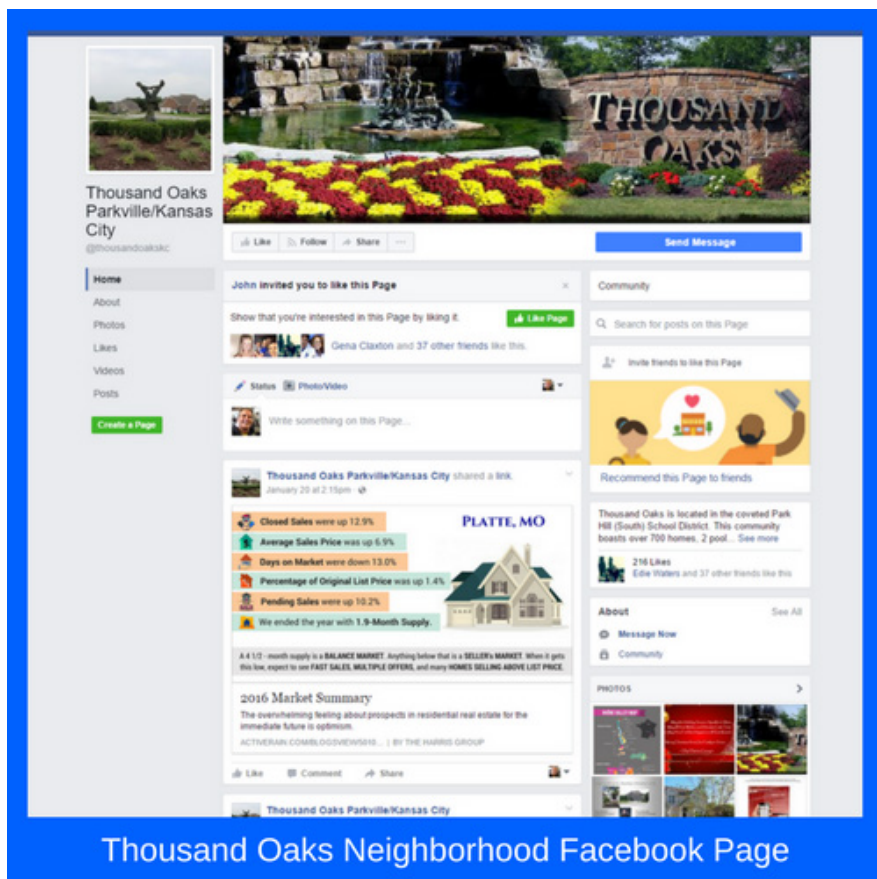 THOUSAND
OAKS
Thousand Oaks
Parkville/Kansas
City
@thousandoakskc
Home
About
Photos
Likes
Videos
Posts
Create a Page
Like
Follow
Share
Send Message
John invited you to like this Page
Show that you're interested in this Page by liking it.
Like Page
Gena Claxton and 37 other friends like this.
Status
Photo/Video
Write something on this Page...
Thousand Oaks Parkville/Kansas City shared a link.
January 20 at 2:15pm
PLATTE, MO
Closed Sales were up 12.9%
Average Sales Price was up 6.9%
Days on Market were down 13.0%
Percentage of Original List Price was up 1.4%
Pending Sales were up 10.2%
We ended the year with 1.9-Month Supply.
A 4 1/2 - month supply is a BALANCE MARKET. Anything below that is a SELLER's MARKET. When it gets
this low, expect to see FAST SALES, MULTIPLE OFFERS, and many HOMES SELLING ABOVE LIST PRICE.
2016 Market Summary
The overwhelming feeling about prospects in residential real estate for the
immediate future is optimism.
ACTIVERAIN.COM/BLOGSVIEW/5010... | BY THE HARRIS GROUP
Like
Comment
Share
Thousand Oaks Parkville/Kansas City
Community
Search for posts on this Page
Invite friends to like this Page
Recommend this Page to friends
Thousand Oaks is located in the coveted Park
Hill (South) School District. This community
boasts over 700 homes, 2 pool... See more
216 Likes
Edie Waters and 37 other friends like this
About
See All
Message Now
Community
PHOTOS
Thousand Oaks Neighborhood Facebook Page